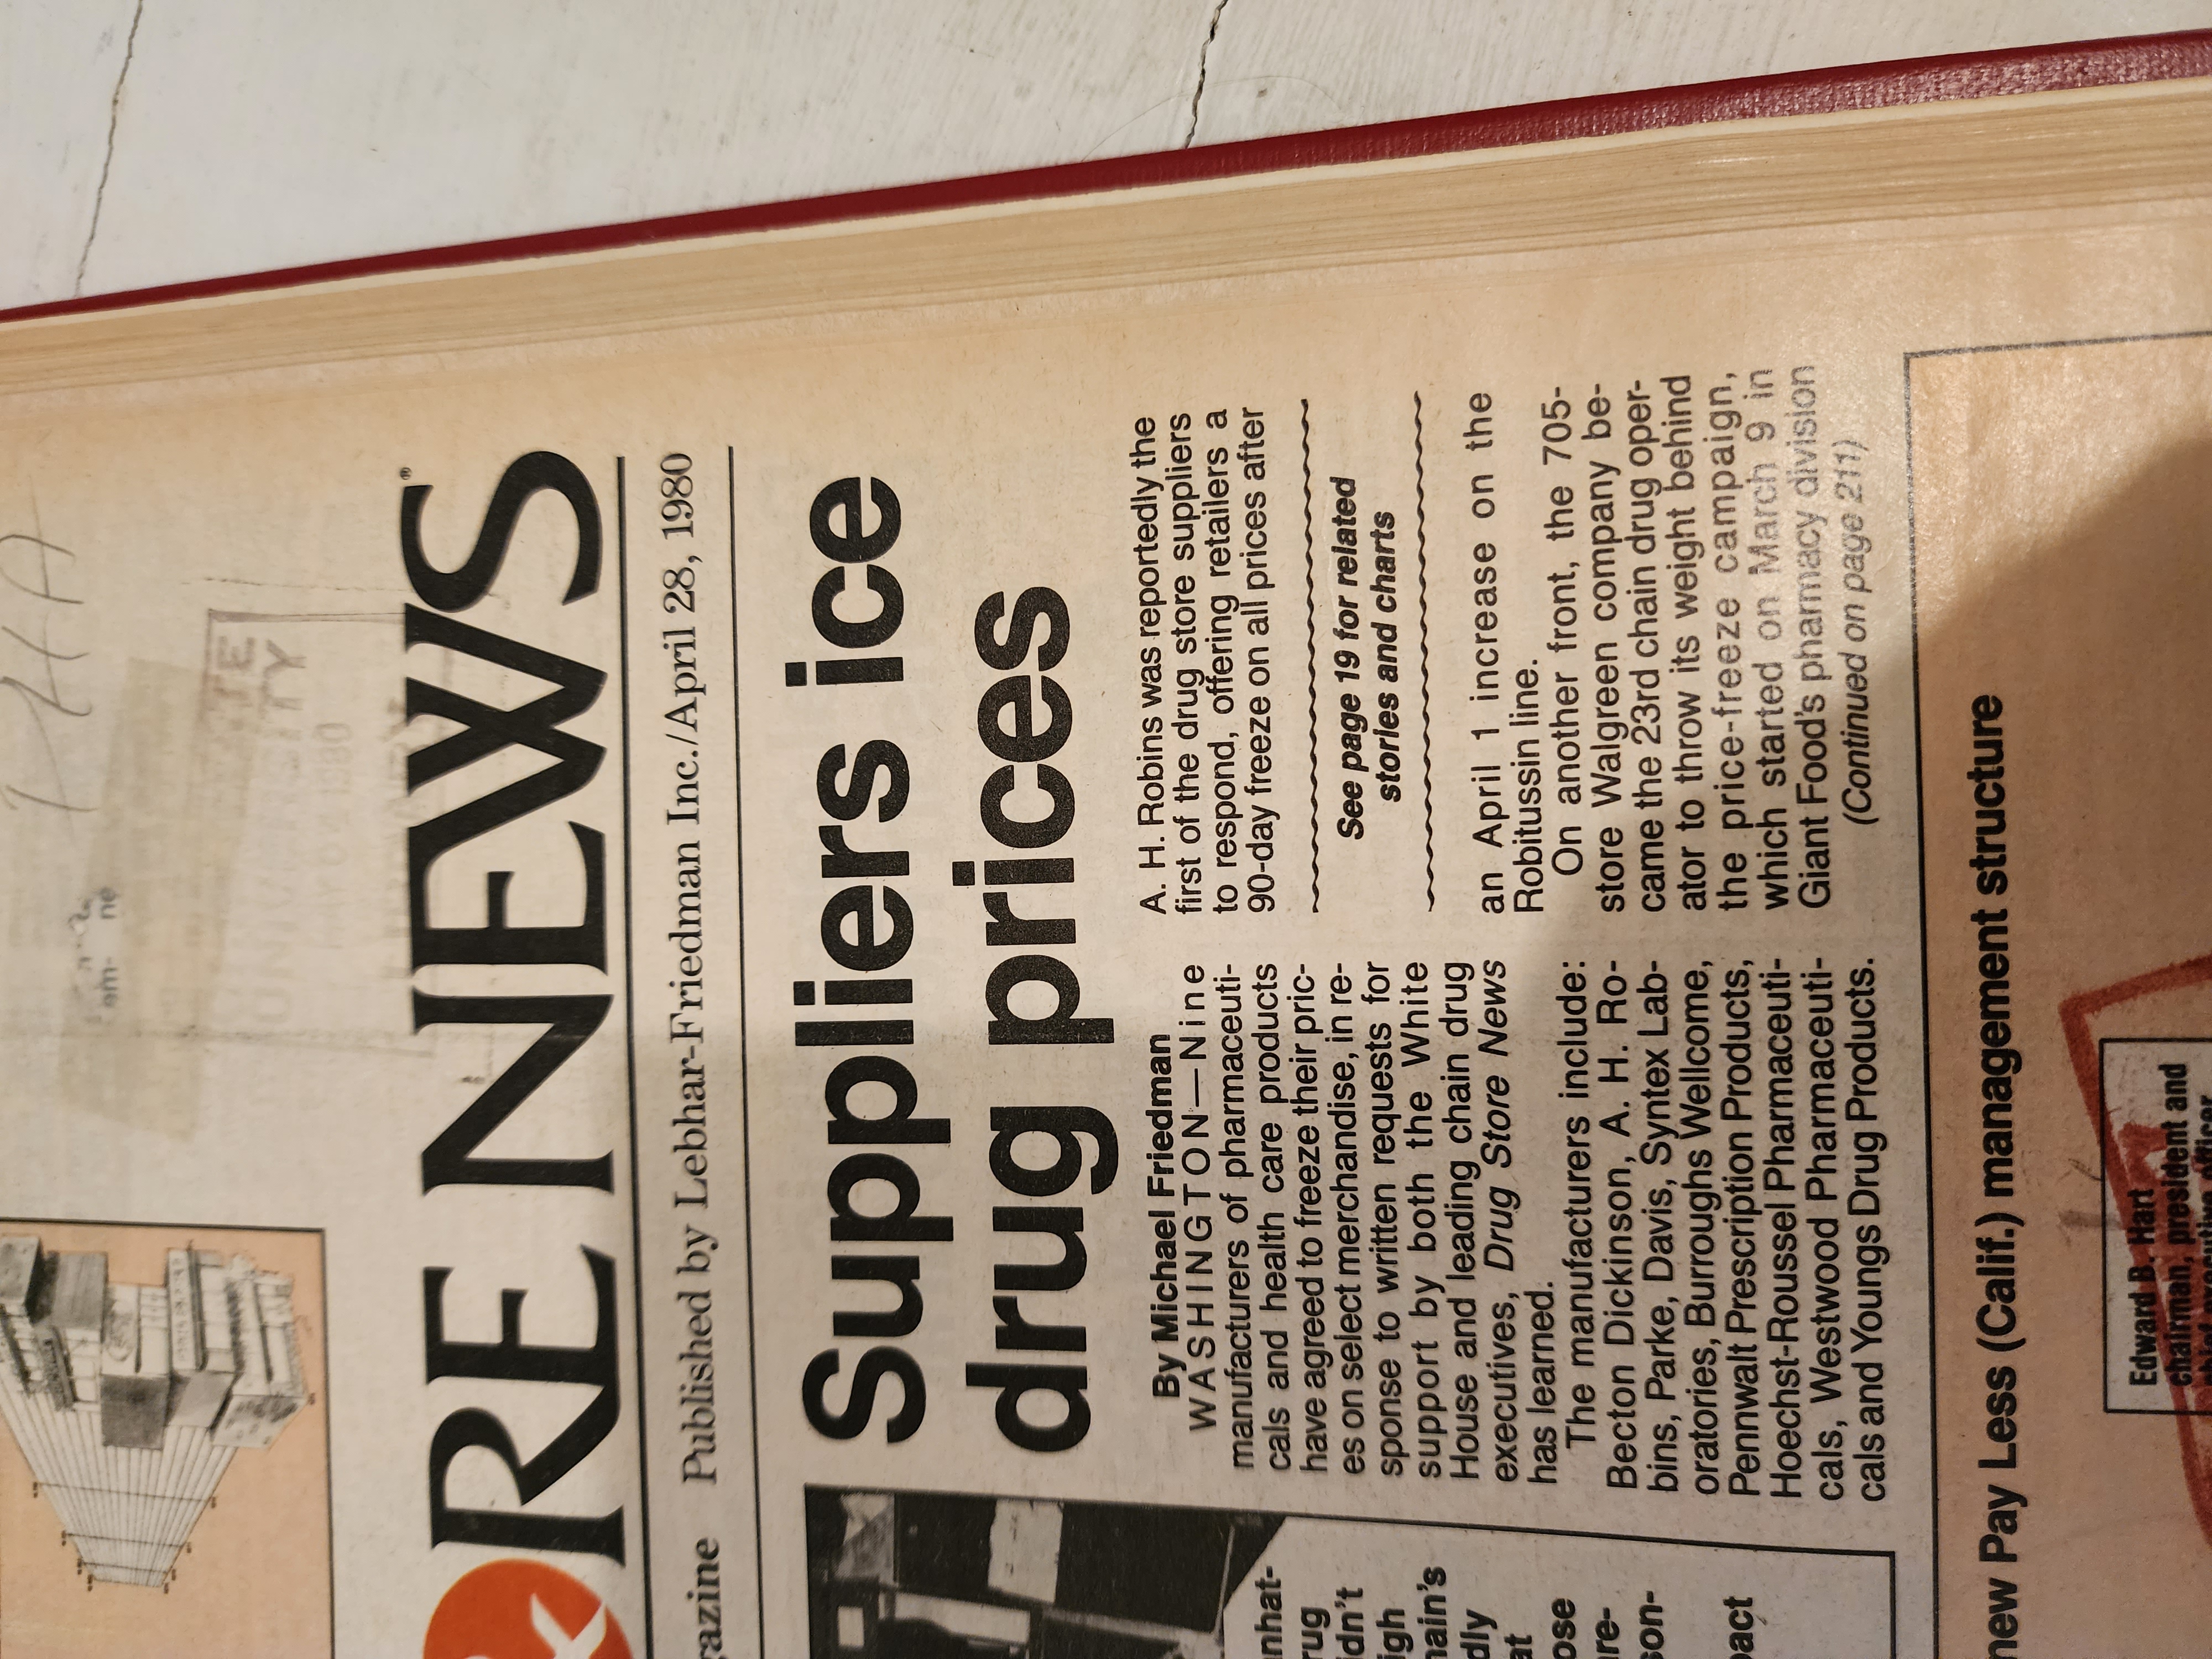 RE NEWS®
gazine Published by Lebhar-Friedman Inc./April 28, 1980
Suppliers ice
drug prices
By Michael Friedman
WASHINGTON—Nine
manufacturers of pharmaceuti-
cals and health care products
have agreed to freeze their pric-
es on select merchandise, in re-
sponse to written requests for
support by both the White
House and leading chain drug
executives, Drug Store News
has learned.
The manufacturers include:
Becton Dickinson, A. H. Ro-
bins, Parke, Davis, Syntex Lab-
oratories, Burroughs Wellcome,
Pennwalt Prescription Products,
Hoechst-Roussel Pharmaceuti-
cals, Westwood Pharmaceuti-
cals and Youngs Drug Products.
A. H. Robins was reportedly the
first of the drug store suppliers
to respond, offering retailers a
90-day freeze on all prices after
See page 19 for related
stories and charts
an April 1 increase on the
Robitussin line.
On another front, the 705-
store Walgreen company be-
came the 23rd chain drug oper-
ator to throw its weight behind
the price-freeze campaign,
which started on March 9 in
Giant Food's pharmacy division
(Continued on page 211)
nhat-
rug
idn't
igh
hain's
dly
at
ose
are-
son-
pact
new Pay Less (Calif.) management structure
Edward B. Hart
chairman, president and